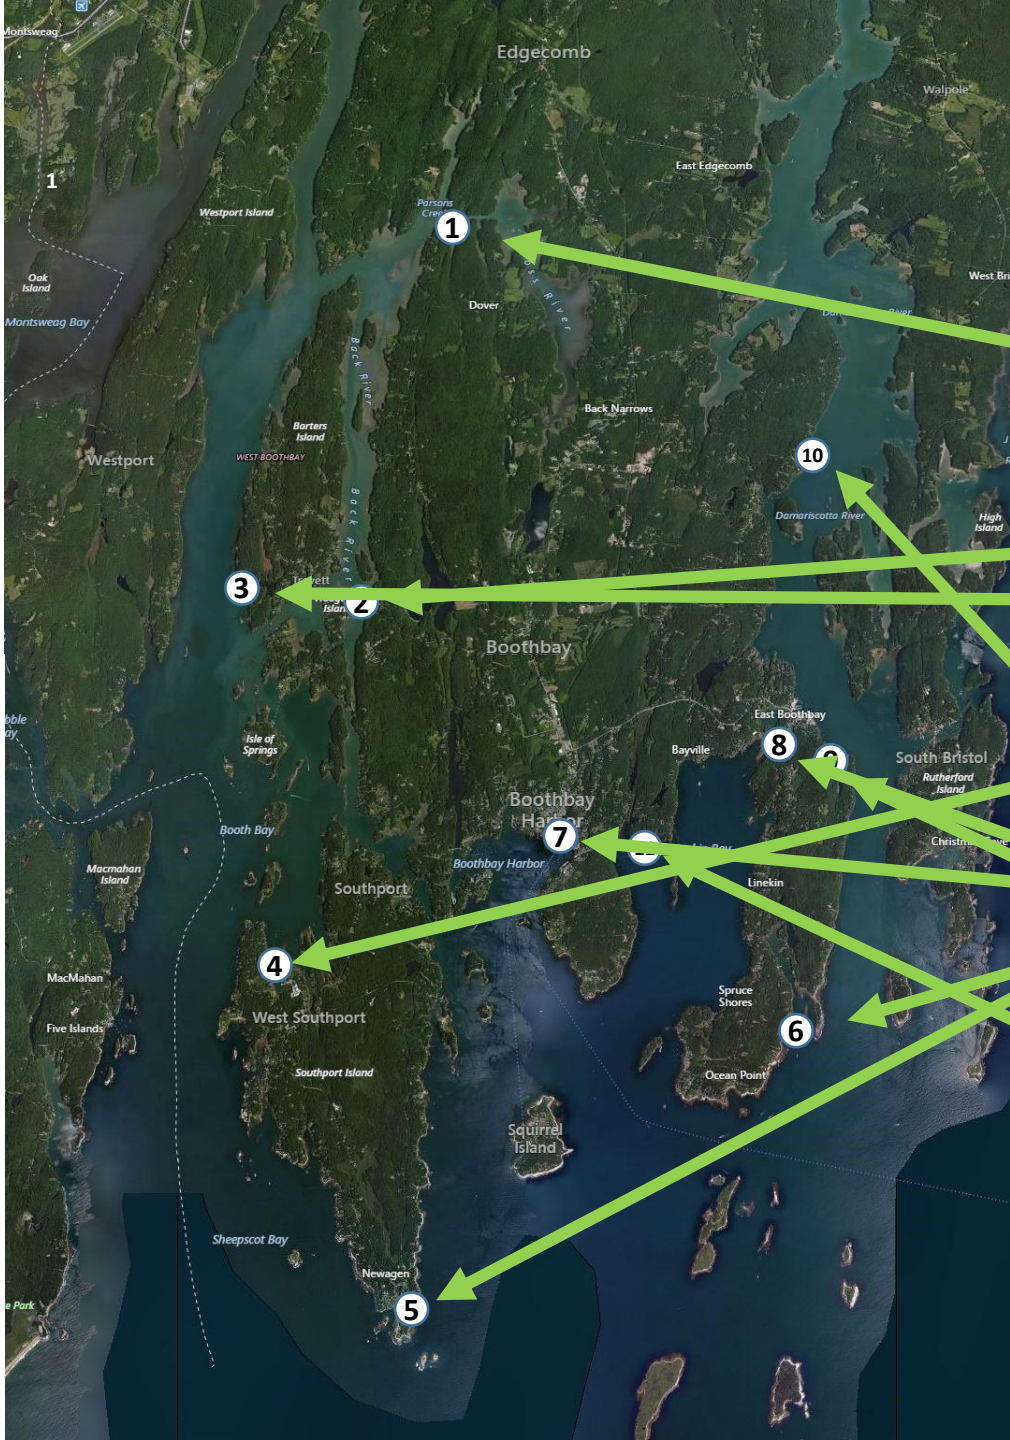 Montsweag
Edgecomb
Walpole
East Edgecomb
1
Westport Island
Parsons
Creek
1
Oak
Island
Montsweag Bay
Dover
Back River
Back Narrows
Barters
Island
WEST BOOTHBAY
Westport
10
Damariscotta River
High
Island
Back River
3
2
Boothbay
East Boothbay
Isle of
Springs
8
Bayville
South Bristol
Rutherford
Island
Boothbay
Booth Bay
7
Boothbay Harbor
Macmahan
Island
Linekin
Southport
4
MacMahan
Spruce
Shores
West Southport
Five Islands
6
Southport Island
Ocean Point
Squirrel
Island
Sheepscot Bay
Newagen
5
e Park